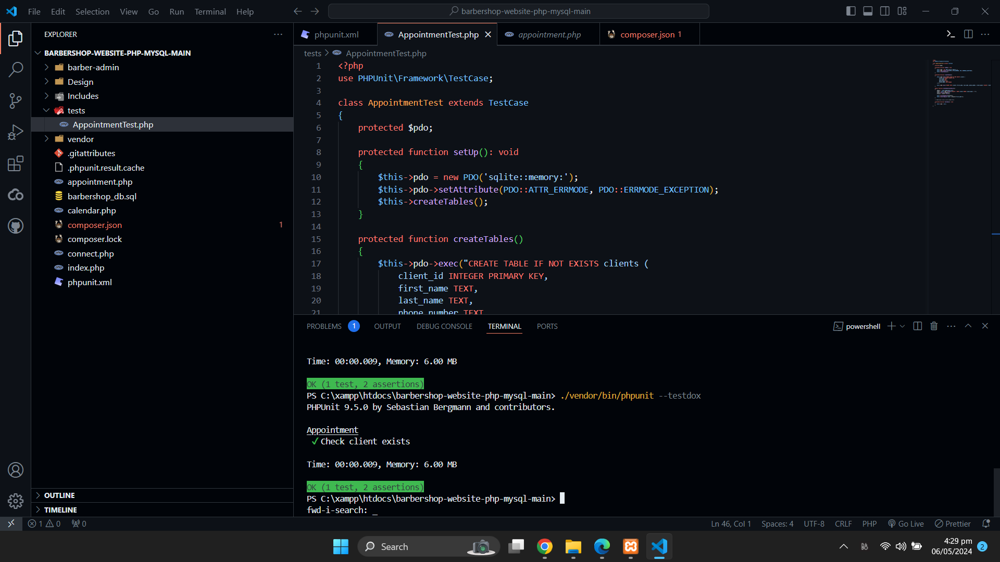 File Edit Selection View Go Run Terminal Help
barbershop-website-php-mysql-main
EXPLORER
BARBERSHOP-WEBSITE-PHP-MYSQL-MAIN
barber-admin
Design
Includes
tests
AppointmentTest.php
vendor
.gitattributes
.phpunit.result.cache
appointment.php
barbershop_db.sql
calendar.php
composer.json 1
composer.lock
connect.php
index.php
phpunit.xml
OUTLINE
TIMELINE
phpunit.xml AppointmentTest.php appointment.php composer.json 1
tests > AppointmentTest.php
1 <?php
2 use PHPUnit\Framework\TestCase;
3
4 class AppointmentTest extends TestCase
5 {
6 protected $pdo;
7
8 protected function setUp(): void
9 {
10 $this->pdo = new PDO('sqlite::memory:');
11 $this->pdo->setAttribute(PDO::ATTR_ERRMODE, PDO::ERRMODE_EXCEPTION);
12 $this->createTables();
13 }
14
15 protected function createTables()
16 {
17 $this->pdo->exec("CREATE TABLE IF NOT EXISTS clients (
18 client_id INTEGER PRIMARY KEY,
19 first_name TEXT,
20 last_name TEXT,
21 phone_number TEXT
PROBLEMS 1 OUTPUT DEBUG CONSOLE TERMINAL PORTS
powershell
Time: 00:00.009, Memory: 6.00 MB
OK (1 test, 2 assertions)
PS C:\xampp\htdocs\barbershop-website-php-mysql-main> ./vendor/bin/phpunit --testdox
PHPUnit 9.5.0 by Sebastian Bergmann and contributors.
Appointment
✓ Check client exists
Time: 00:00.009, Memory: 6.00 MB
OK (1 test, 2 assertions)
PS C:\xampp\htdocs\barbershop-website-php-mysql-main>
fwd-i-search: _
1 0 0
Ln 46, Col 1 Spaces: 4 UTF-8 CRLF PHP Go Live Prettier
Search
4:29 pm
06/05/2024
2